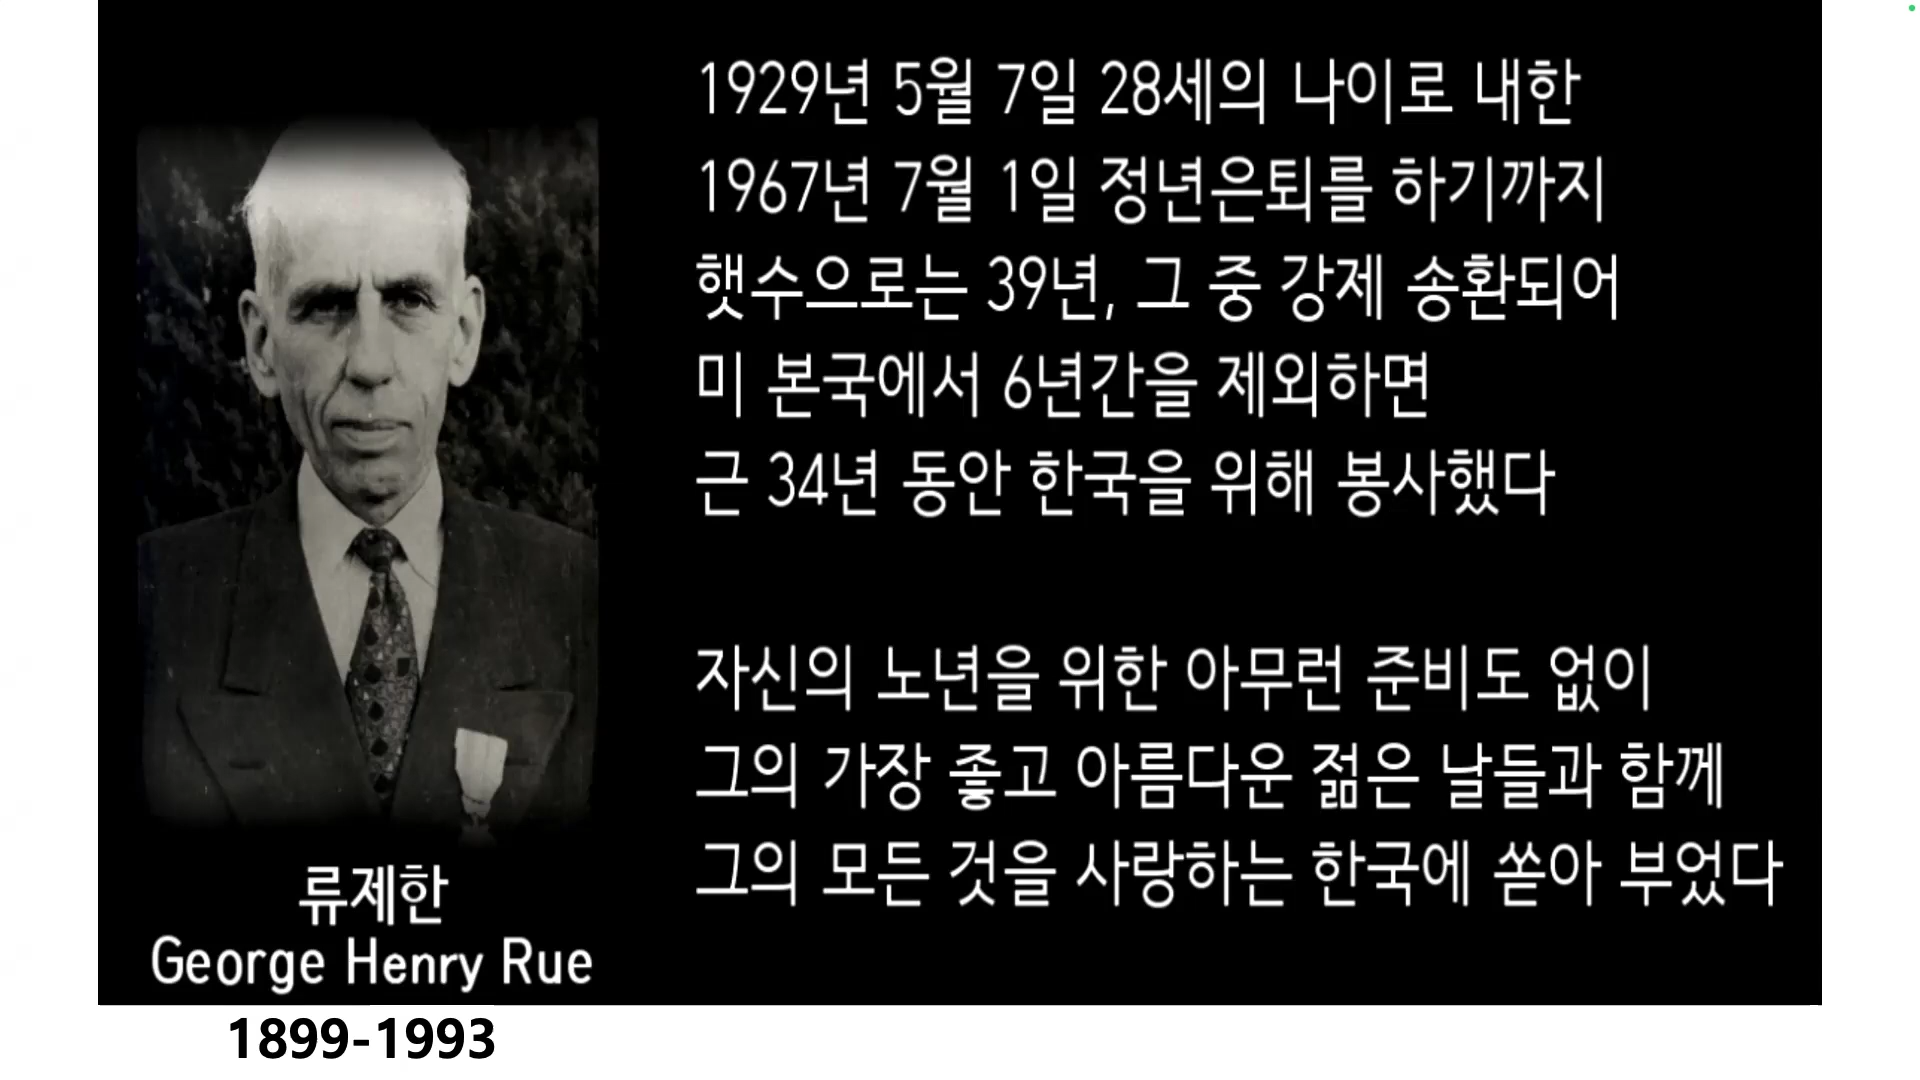 1929년 5월 7일 28세의 나이로 내한
1967년 7월 1일 정년은퇴를 하기까지
햇수으로는 39년, 그 중 강제 송환되어
미 본국에서 6년간을 제외하면
근 34년 동안 한국을 위해 봉사했다
자신의 노년을 위한 아무런 준비도 없이
그의 가장 좋고 아름다운 젊은 날들과 함께
그의 모든 것을 사랑하는 한국에 쏟아 부었다
류제한
George Henry Rue
1899-1993